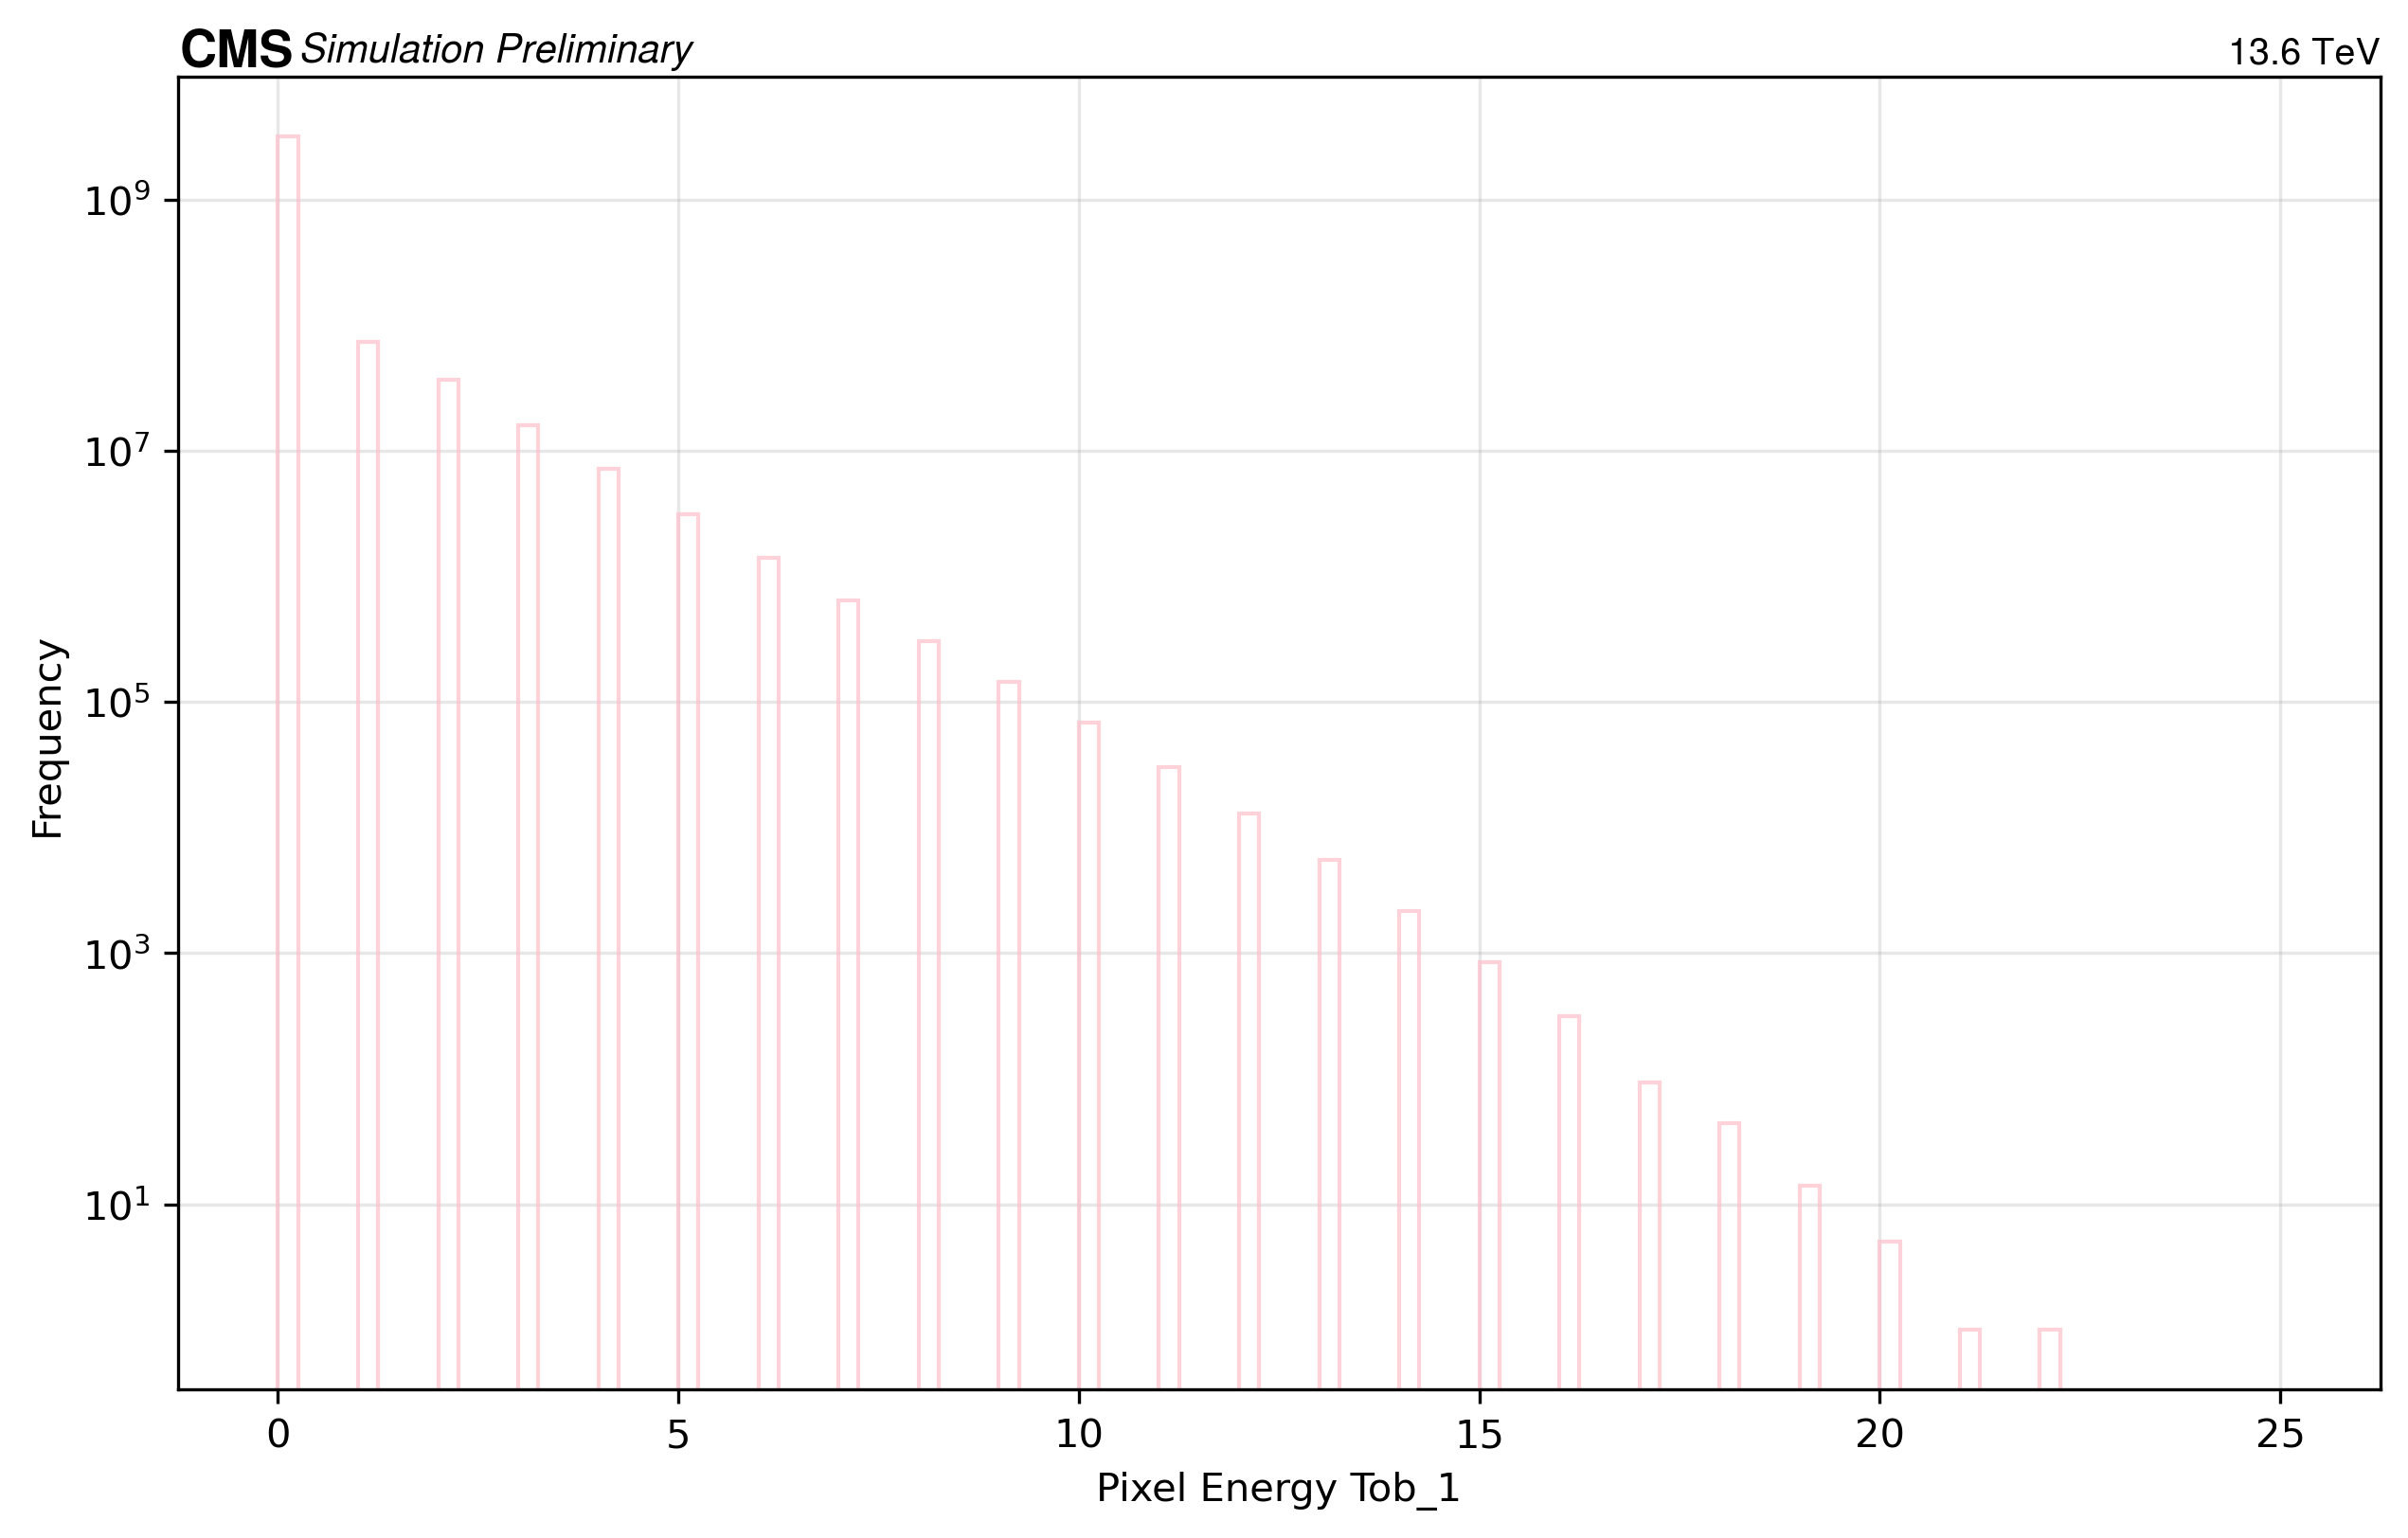 CMS Simulation Preliminary 13.6 TeV
10⁹
10⁷
10⁵
10³
10¹
Frequency
0 5 10 15 20 25
Pixel Energy Tob_1